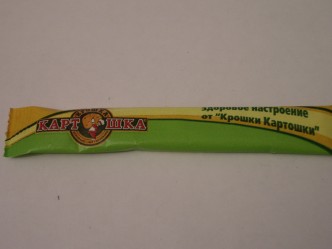 КРОШКА
КАРТОШКА
здоровое настроение
от "Крошки Картошки"